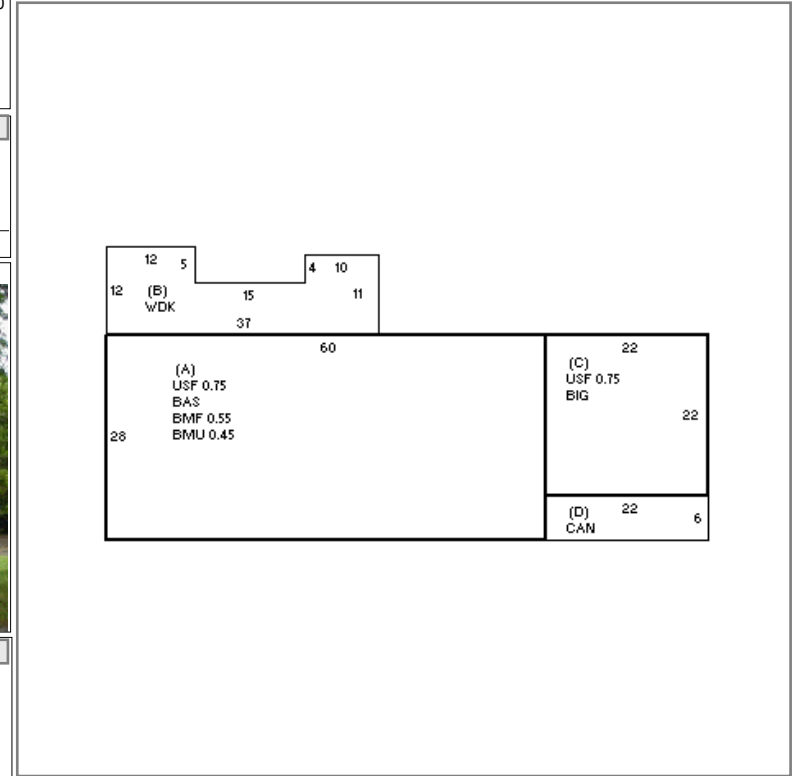 12
5
4
10
12
(B)
WDK
15
11
37
60
22
(A)
USF 0.75
BAS
BMF 0.55
BMU 0.45
28
(C)
USF 0.75
BIG
22
(D)
CAN
22
6